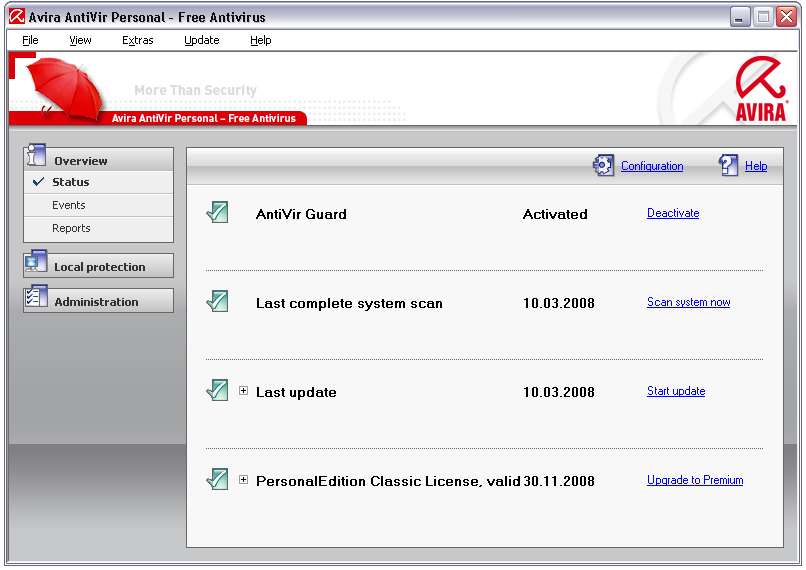 Avira AntiVir Personal - Free Antivirus
File View Extras Update Help
More Than Security
Avira AntiVir Personal – Free Antivirus
AVIRA
Overview
Status
Events
Reports
Local protection
Administration
Configuration Help
AntiVir Guard Activated Deactivate
Last complete system scan 10.03.2008 Scan system now
Last update 10.03.2008 Start update
PersonalEdition Classic License, valid 30.11.2008 Upgrade to Premium